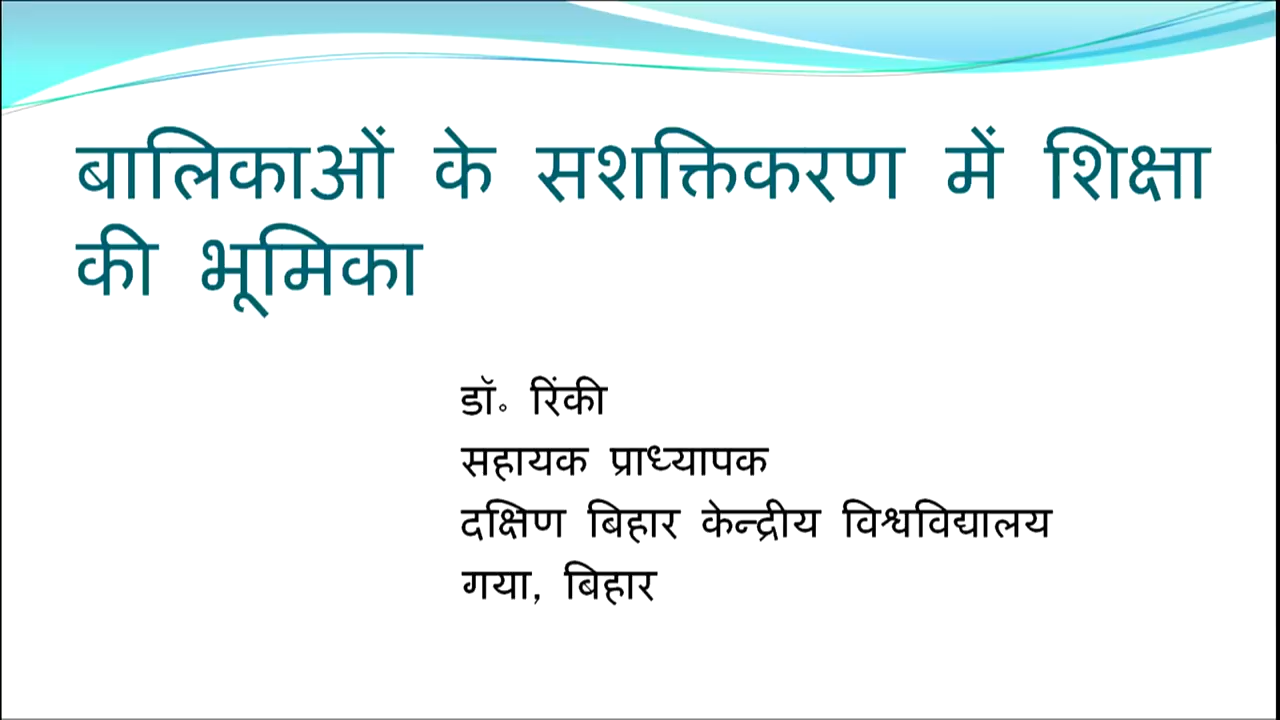 बालिकाओं के सशक्तिकरण में शिक्षा
की भूमिका
डॉ॰ रिंकी
सहायक प्राध्यापक
दक्षिण बिहार केन्द्रीय विश्वविद्यालय
गया, बिहार